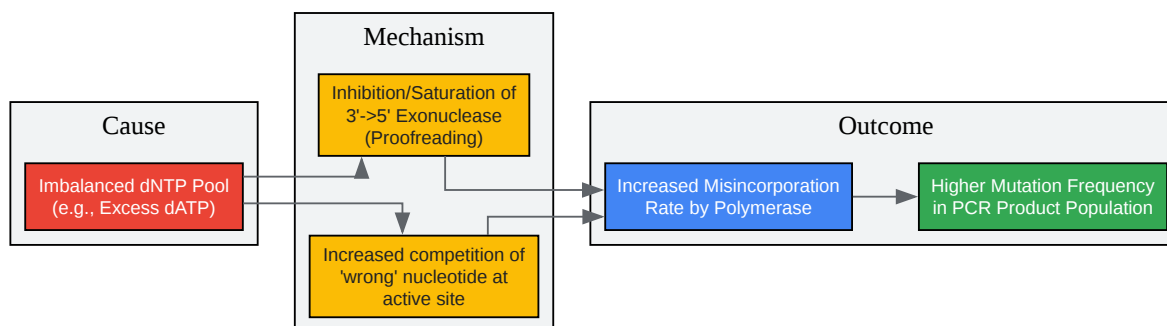 Mechanism
Inhibition/Saturation of
3'->5' Exonuclease
(Proofreading)
Cause
Outcome
Imbalanced dNTP Pool
(e.g., Excess dATP)
Increased Misincorporation
Rate by Polymerase
Higher Mutation Frequency
in PCR Product Population
Increased competition of
'wrong' nucleotide at
active site